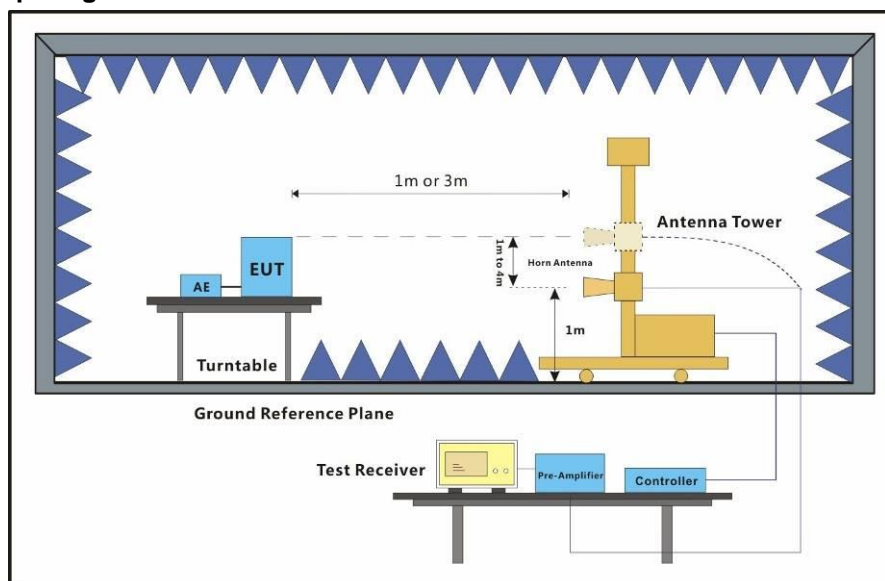 1m or 3m
Antenna Tower
1m to 4m
Horn Antenna
EUT
AE
1m
Turntable
Ground Reference Plane
Test Receiver
Pre-Amplifier
Controller